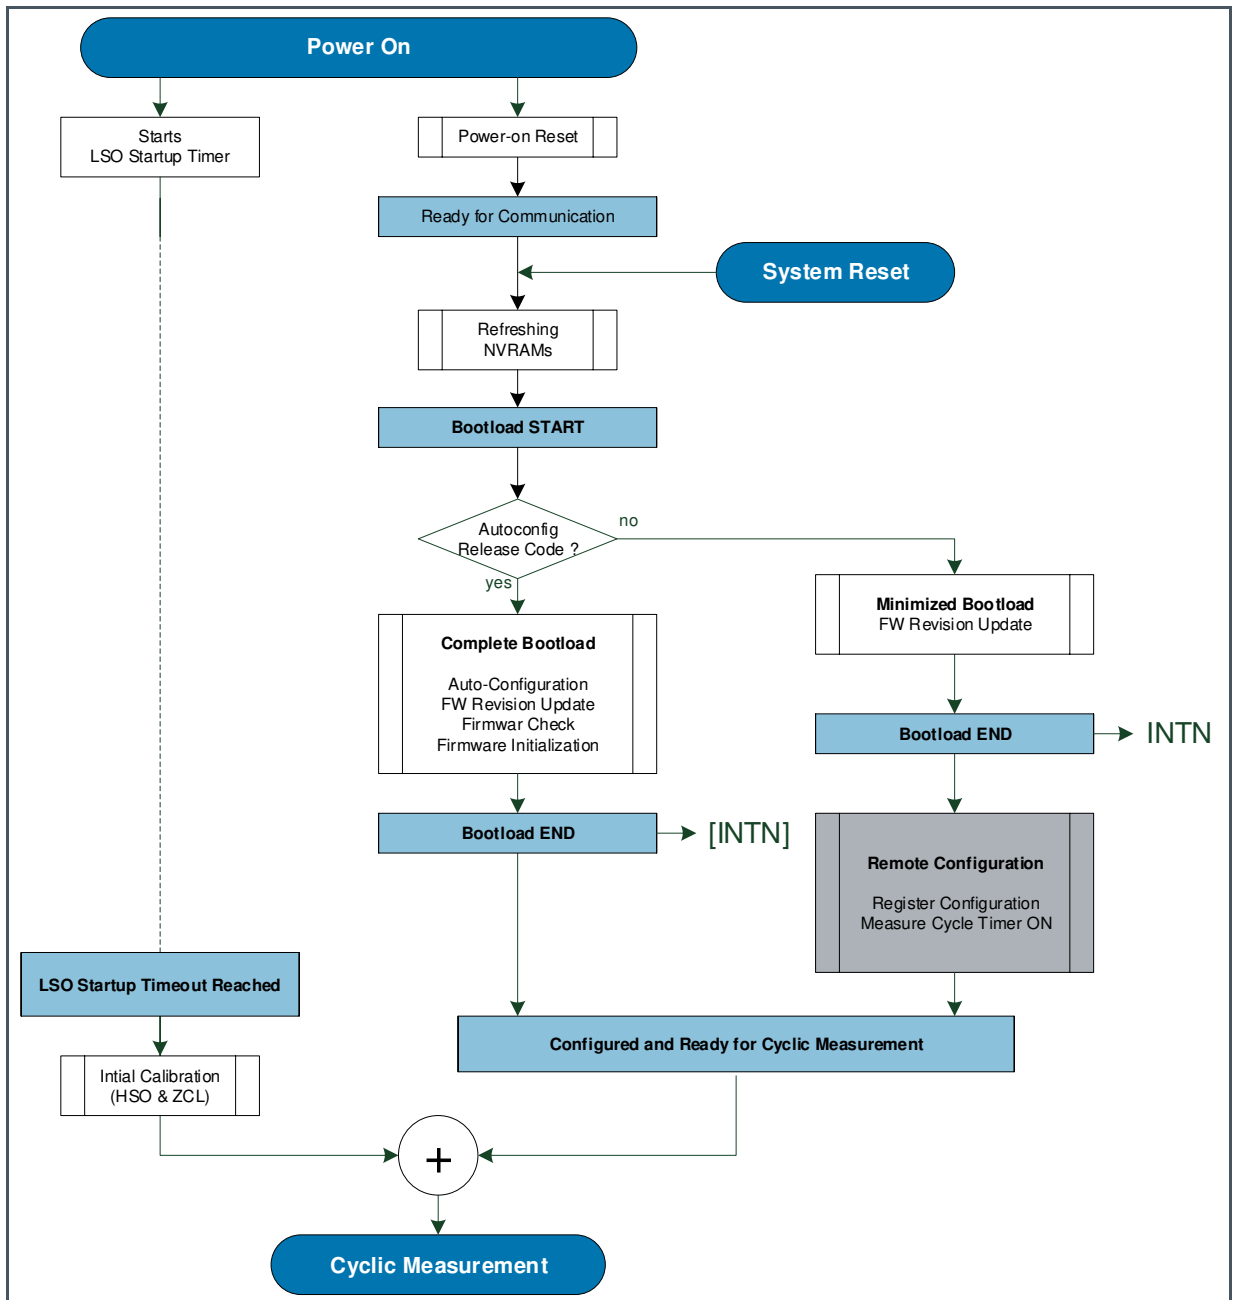 Power On
Starts
LSO Startup Timer
Power-on Reset
Ready for Communication
System Reset
Refreshing
NVRAMs
Bootload START
Autoconfig
Release Code ?
no
yes
Minimized Bootload
FW Revision Update
Complete Bootload
Auto-Configuration
FW Revision Update
Firmwar Check
Firmware Initialization
Bootload END
INTN
Bootload END
[INTN]
Remote Configuration
Register Configuration
Measure Cycle Timer ON
LSO Startup Timeout Reached
Configured and Ready for Cyclic Measurement
Intial Calibration
(HSO & ZCL)
+
Cyclic Measurement